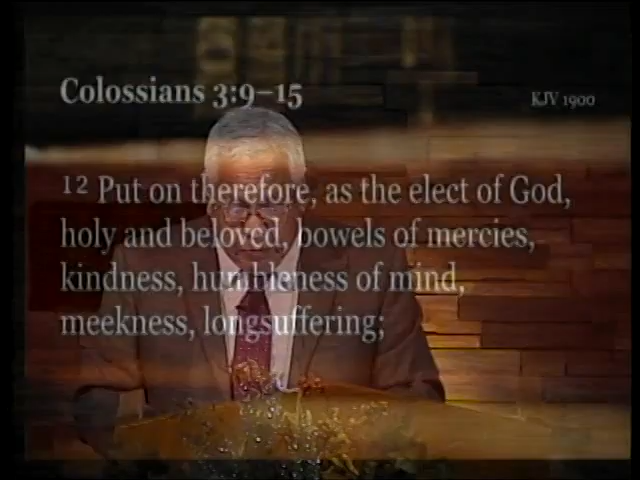 Colossians 3:9–15
KJV 1900
12 Put on therefore, as the elect of God,
holy and beloved, bowels of mercies,
kindness, humbleness of mind,
meekness, longsuffering;